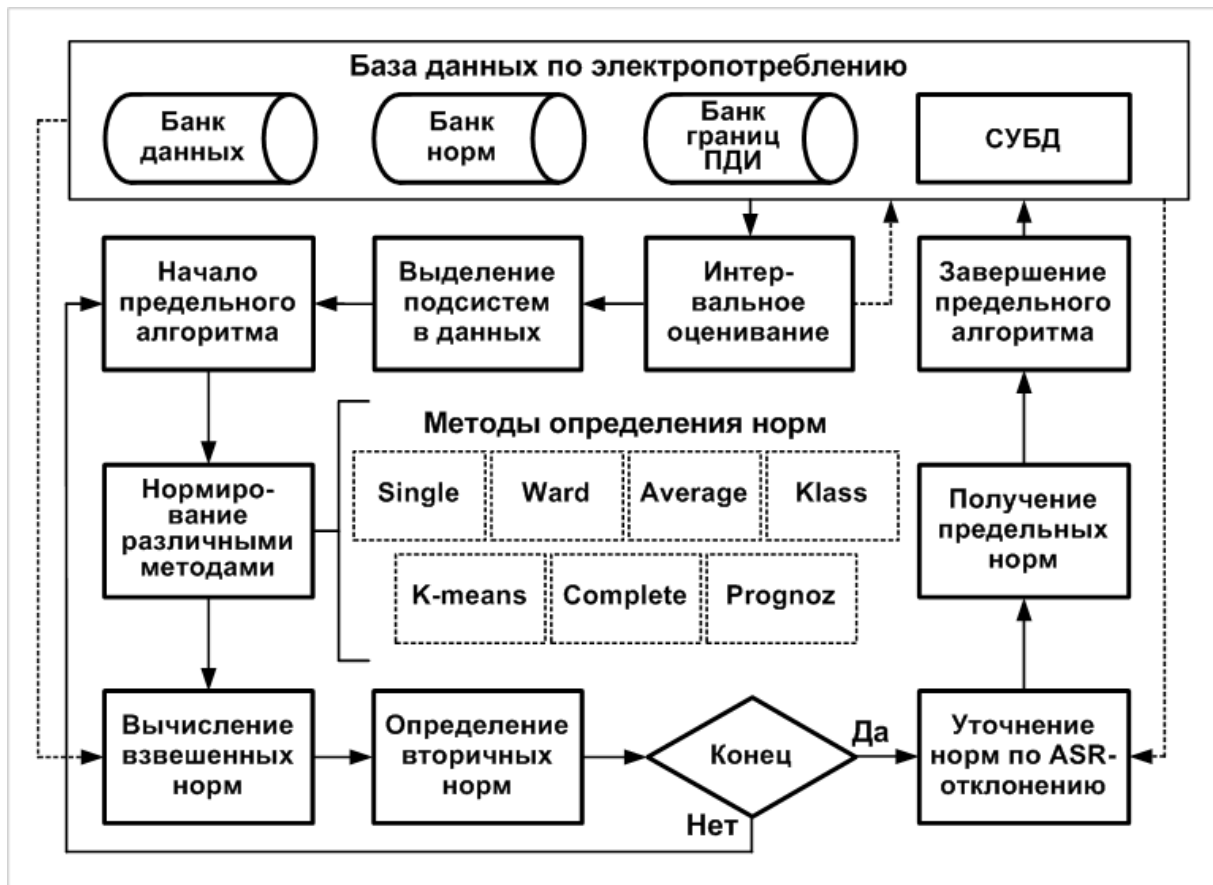 База данных по электропотреблению
Банк
данных
Банк
норм
Банк
границ
ПДИ
СУБД
Начало
предельного
алгоритма
Выделение
подсистем
в данных
Интер-
вальное
оценивание
Завершение
предельного
алгоритма
Методы определения норм
Нормиро-
вание
различными
методами
Single
Ward
Average
Klass
K-means
Complete
Prognoz
Получение
предельных
норм
Вычисление
взвешенных
норм
Определение
вторичных
норм
Конец
Да
Нет
Уточнение
норм по ASR-
отклонению